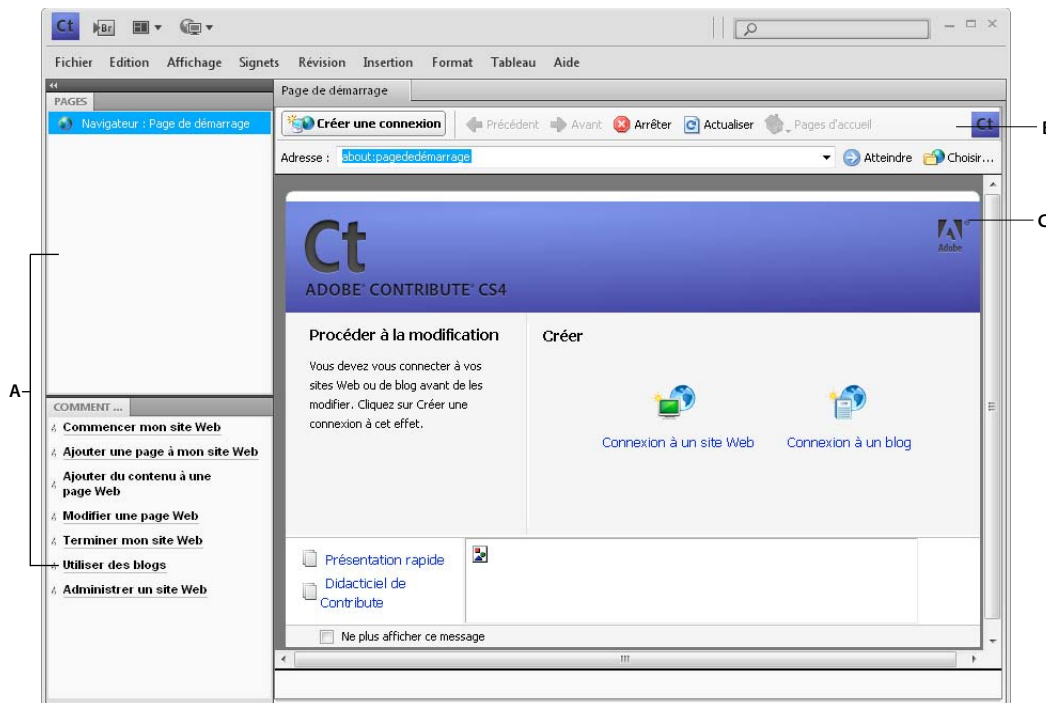 Ct Br
Fichier Edition Affichage Signets Révision Insertion Format Tableau Aide
PAGES
Navigateur : Page de démarrage
Page de démarrage
Créer une connexion Précédent Avant Arrêter Actualiser Pages d'accueil Ct
Adresse : about:pagededémarrage Atteindre Choisir...
B
C
A
Ct
ADOBE® CONTRIBUTE® CS4
Adobe
Procéder à la modification
Vous devez vous connecter à vos
sites Web ou de blog avant de les
modifier. Cliquez sur Créer une
connexion à cet effet.
Créer
Connexion à un site Web
Connexion à un blog
COMMENT ...
Commencer mon site Web
Ajouter une page à mon site Web
Ajouter du contenu à une
page Web
Modifier une page Web
Terminer mon site Web
Utiliser des blogs
Administrer un site Web
Présentation rapide
Didacticiel de
Contribute
Ne plus afficher ce message